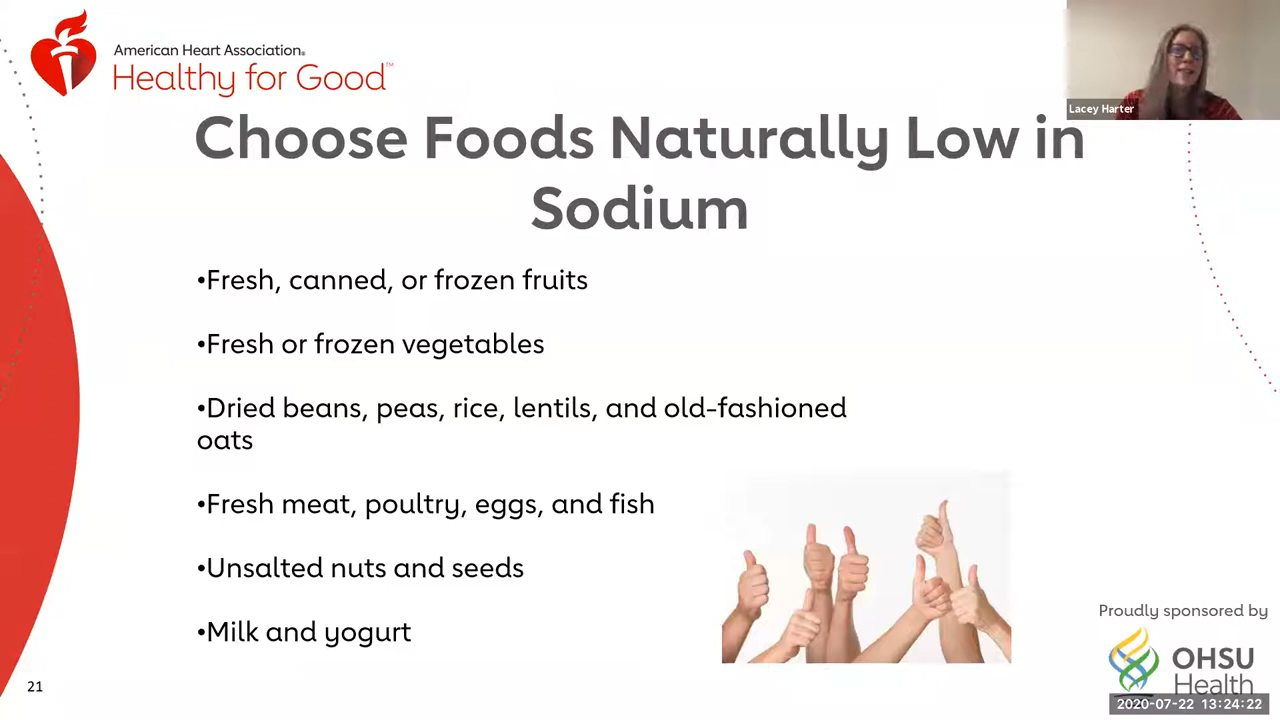 American Heart Association®
Healthy for Good™
Lacey Harter
Choose Foods Naturally Low in
Sodium
•Fresh, canned, or frozen fruits
•Fresh or frozen vegetables
•Dried beans, peas, rice, lentils, and old-fashioned
oats
•Fresh meat, poultry, eggs, and fish
•Unsalted nuts and seeds
•Milk and yogurt
Proudly sponsored by
OHSU
Health
21
2020-07-22 13:24:22